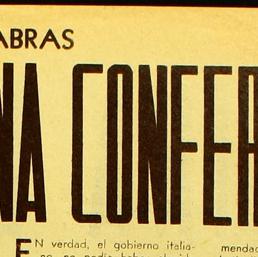 ABRAS
NA CONFER
EN verdad, el gobierno italia-
mendac